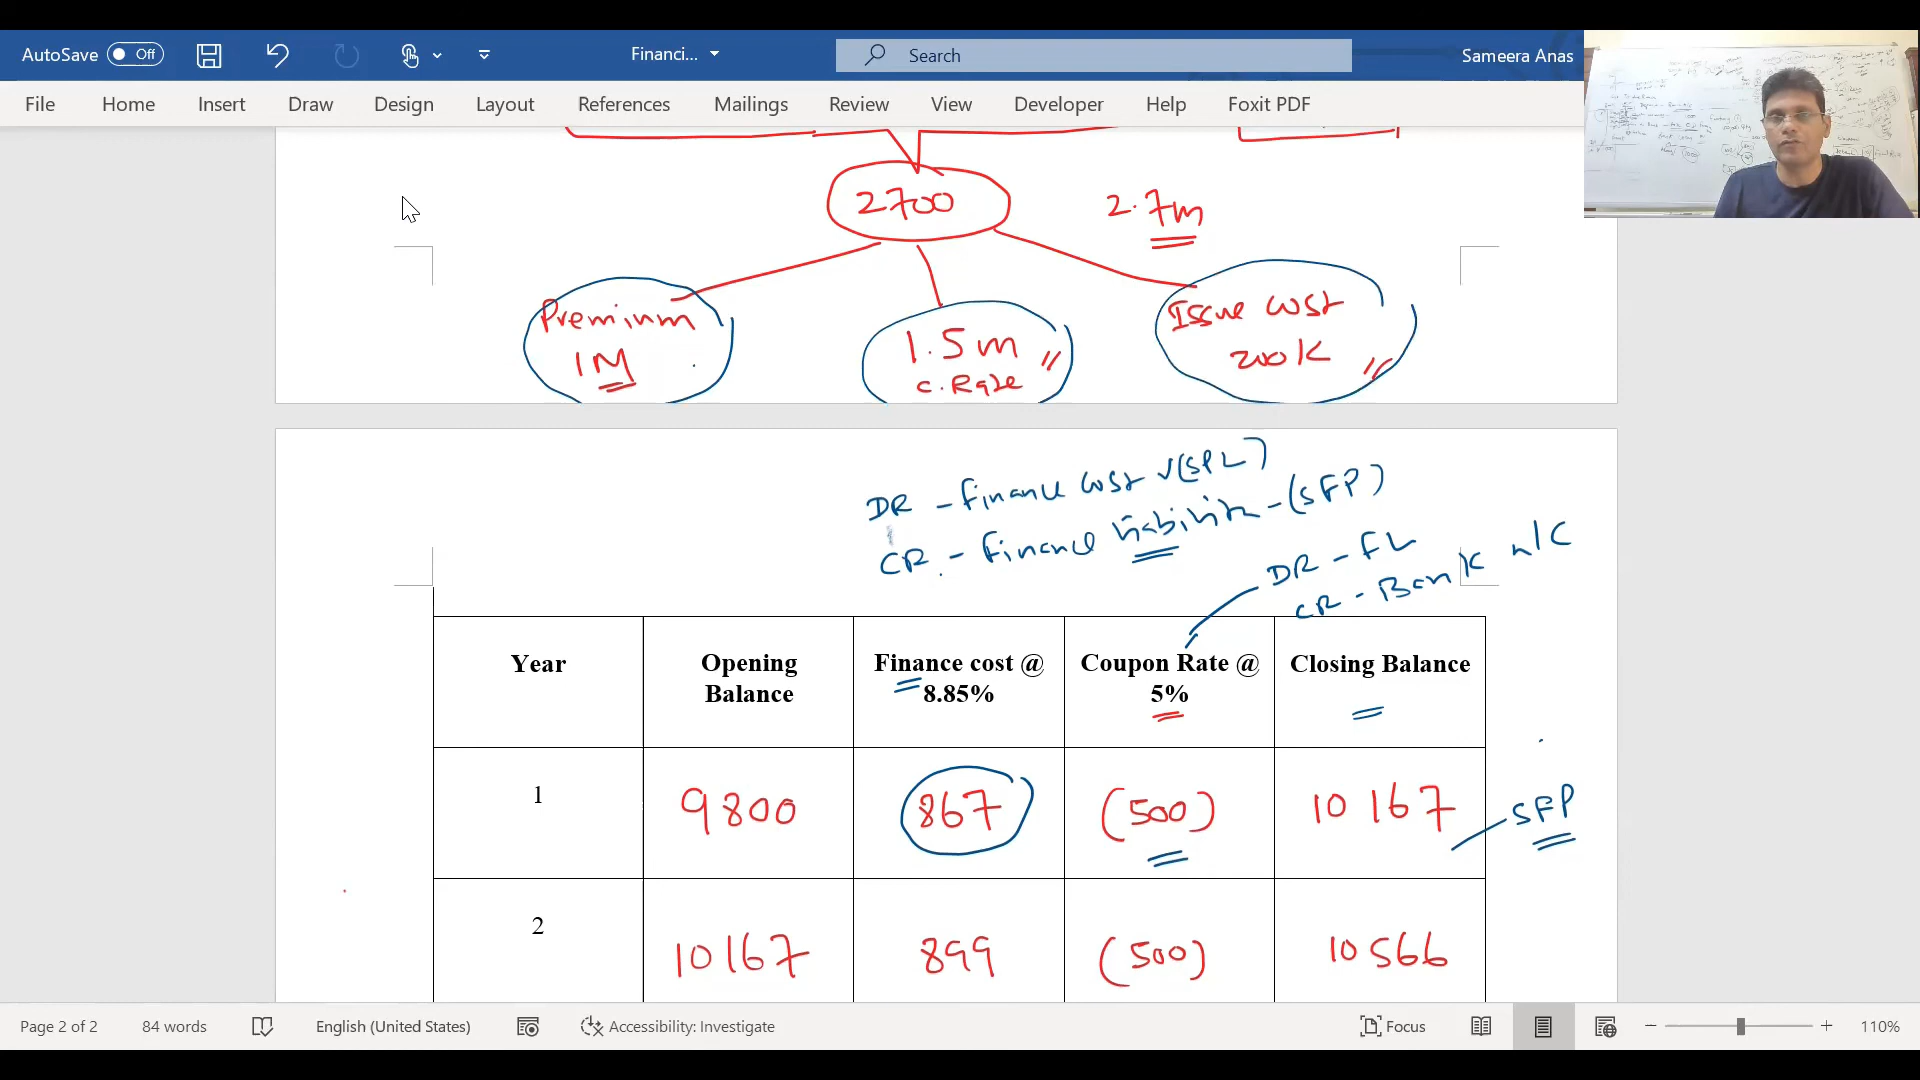 AutoSave Off Financi... Search Sameera Anas
File Home Insert Draw Design Layout References Mailings Review View Developer Help Foxit PDF
2700
2.7m
Preminm
1M
1.5m
C. Rate
Issue cost
200K
DR - Finance cost √(SPL)
CR - Finance liability - (SFP)
DR - FL
CR - Bank A/C
Year
Opening Balance
Finance cost @ 8.85%
Coupon Rate @ 5%
Closing Balance
1 9800 867 (500) 10167
SFP
2 10167 899 (500) 10566
Page 2 of 2 84 words English (United States) Accessibility: Investigate Focus 110%